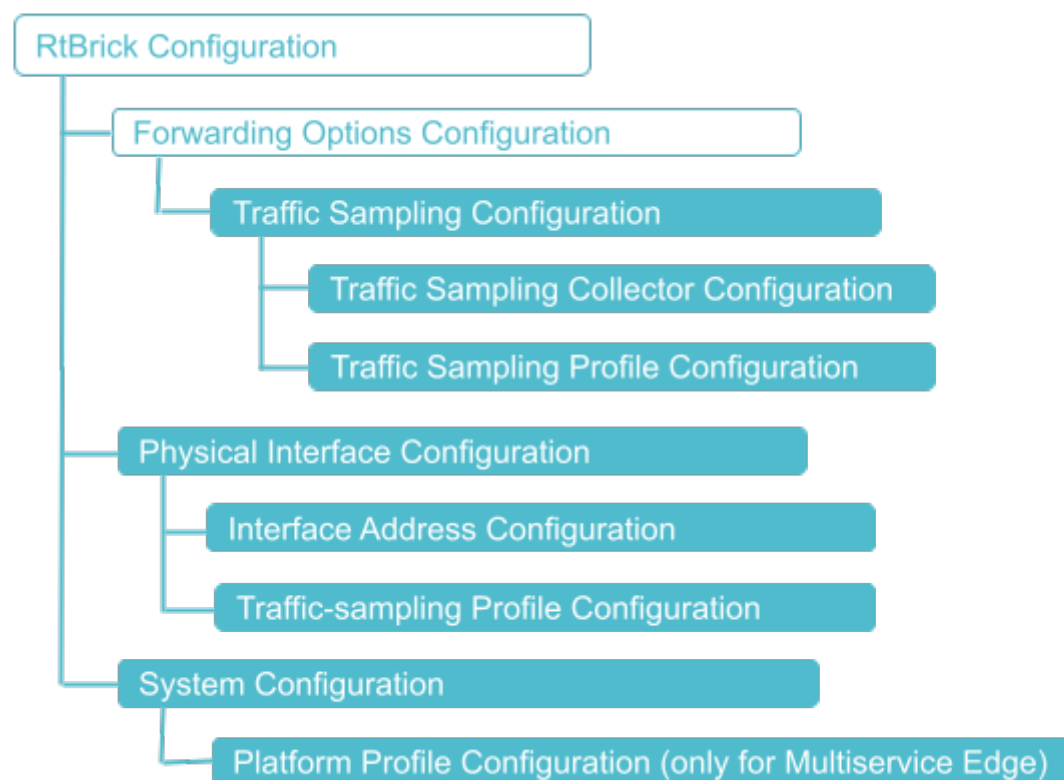 RtBrick Configuration
Forwarding Options Configuration
Traffic Sampling Configuration
Traffic Sampling Collector Configuration
Traffic Sampling Profile Configuration
Physical Interface Configuration
Interface Address Configuration
Traffic-sampling Profile Configuration
System Configuration
Platform Profile Configuration (only for Multiservice Edge)